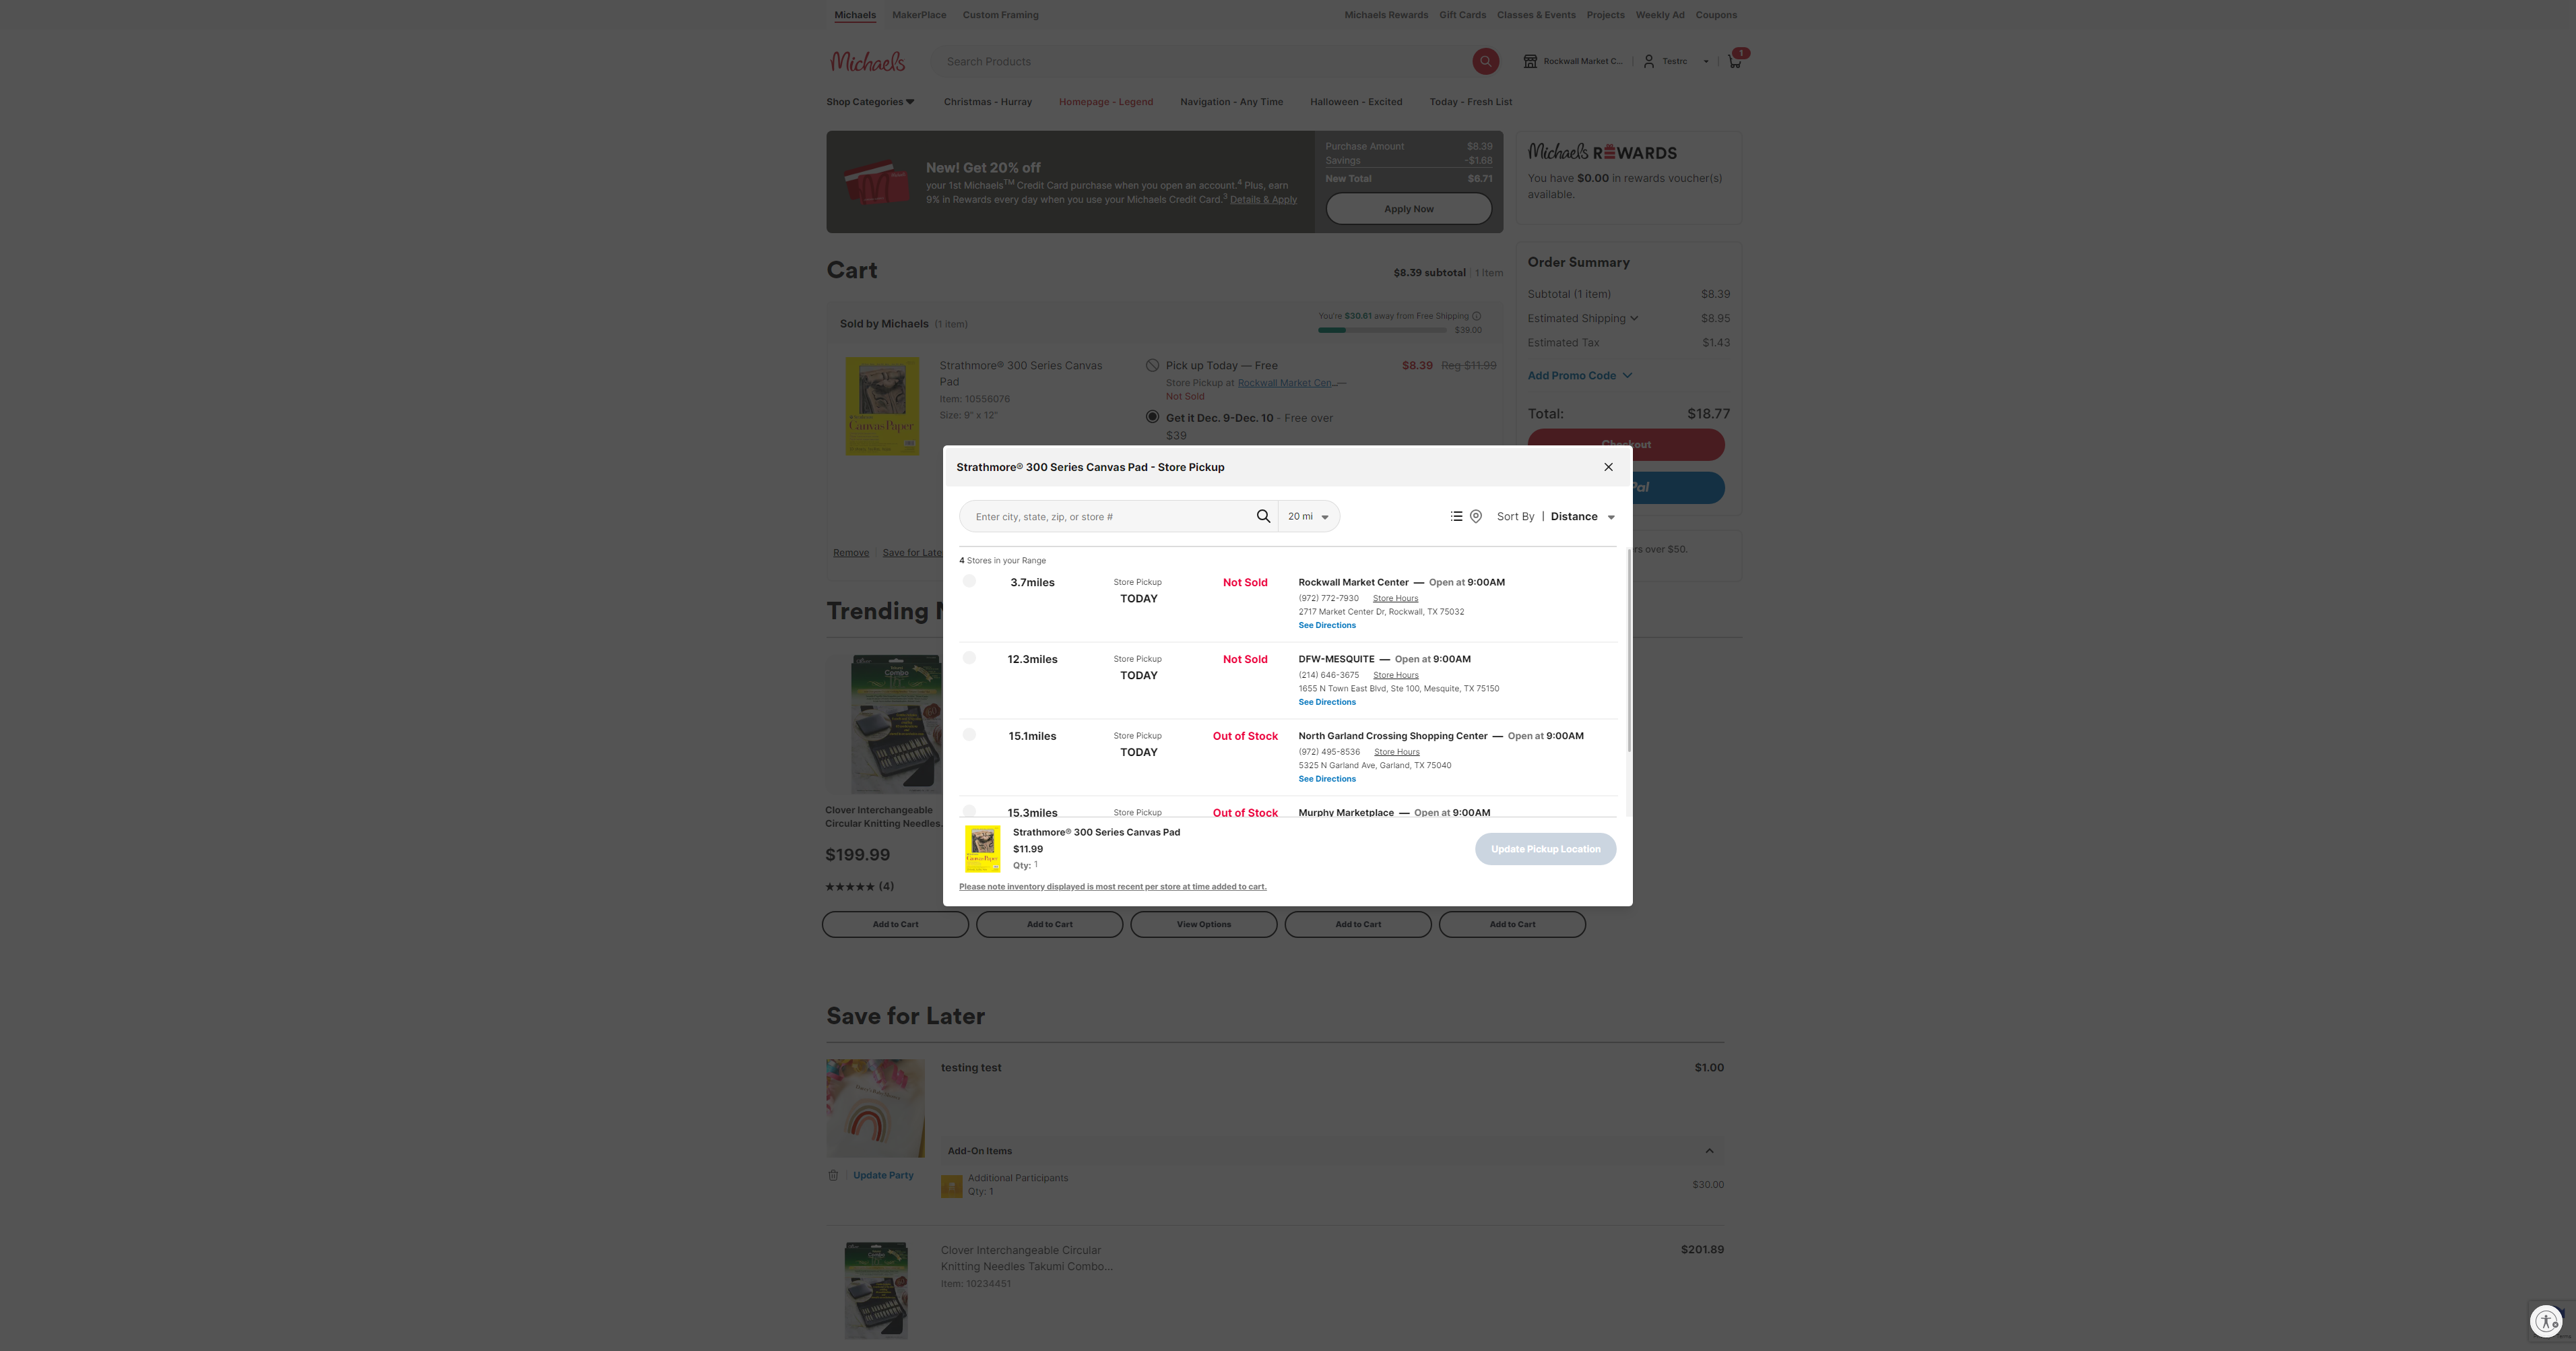 Michaels MakerPlace Custom Framing
Michaels Rewards Gift Cards Classes & Events Projects Weekly Ad Coupons
Michaels
Search Products
Rockwall Market C... Testrc 1
Shop Categories Christmas - Hurray Homepage - Legend Navigation - Any Time Halloween - Excited Today - Fresh List
New! Get 20% off
your 1st Michaels™ Credit Card purchase when you open an account.4 Plus, earn
9% in Rewards every day when you use your Michaels Credit Card.3 Details & Apply
Purchase Amount $8.39
Savings -$1.68
New Total $6.71
Apply Now
Michaels REWARDS
You have $0.00 in rewards voucher(s)
available.
Cart
$8.39 subtotal 1 Item
Sold by Michaels (1 item)
You're $30.61 away from Free Shipping
$39.00
Strathmore® 300 Series Canvas
Pad
Item: 10556076
Size: 9" x 12"
Pick up Today — Free
Store Pickup at Rockwall Market Cen...—
Not Sold
Get it Dec. 9-Dec. 10 - Free over
$39
$8.39 Reg $11.99
Canvas Paper
Remove Save for Late
Order Summary
Subtotal (1 item) $8.39
Estimated Shipping $8.95
Estimated Tax $1.43
Add Promo Code
Total: $18.77
Checkout
Pal
rs over $50.
Strathmore® 300 Series Canvas Pad - Store Pickup
Enter city, state, zip, or store # 20 mi
Sort By | Distance
4 Stores in your Range
3.7miles Store Pickup Not Sold Rockwall Market Center — Open at 9:00AM
TODAY (972) 772-7930 Store Hours
2717 Market Center Dr, Rockwall, TX 75032
See Directions
12.3miles Store Pickup Not Sold DFW-MESQUITE — Open at 9:00AM
TODAY (214) 646-3675 Store Hours
1655 N Town East Blvd, Ste 100, Mesquite, TX 75150
See Directions
15.1miles Store Pickup Out of Stock North Garland Crossing Shopping Center — Open at 9:00AM
TODAY (972) 495-8536 Store Hours
5325 N Garland Ave, Garland, TX 75040
See Directions
15.3miles Store Pickup Out of Stock Murphy Marketplace — Open at 9:00AM
Strathmore® 300 Series Canvas Pad
$11.99
Qty: 1
Update Pickup Location
Please note inventory displayed is most recent per store at time added to cart.
Trending
Clover Interchangeable
Circular Knitting Needles.
$199.99
(4)
Add to Cart Add to Cart View Options Add to Cart Add to Cart
Save for Later
testing test $1.00
Add-On Items
Update Party
Additional Participants
Qty: 1
$30.00
Clover Interchangeable Circular
Knitting Needles Takumi Combo...
Item: 10234451
$201.89